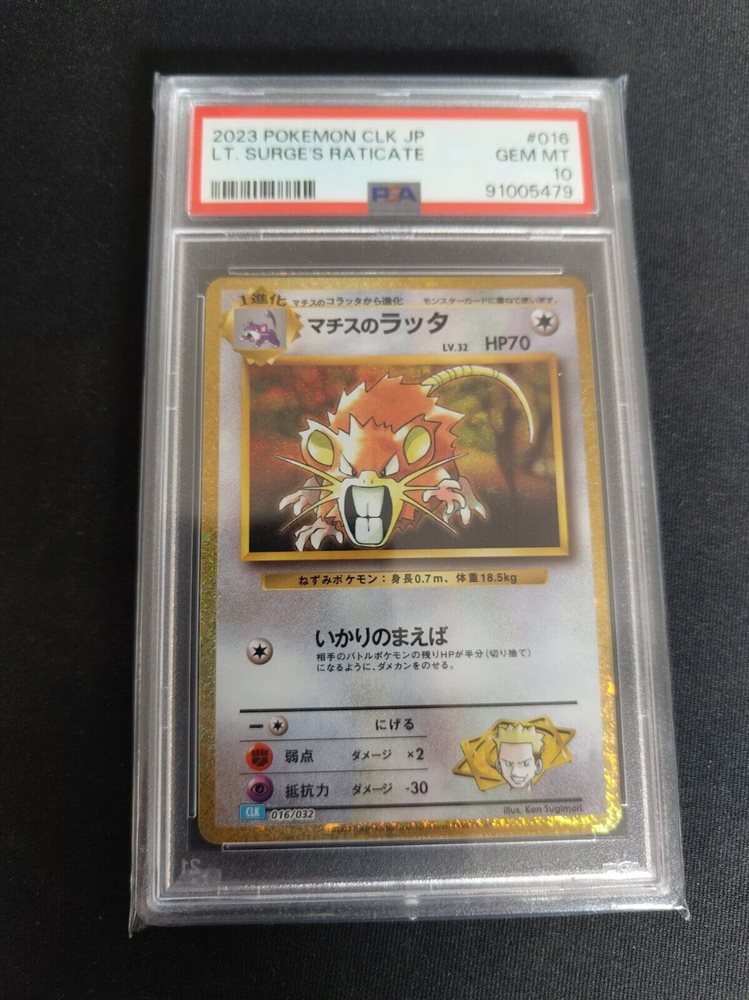 2023 POKEMON CLK JP
#016
LT. SURGE'S RATICATE
GEM MT
10
PSA
91005479
1進化
マチスのコラッタから進化
モンスターカードに重ねて使います。
マチスのラッタ
LV.32 HP70
ねずみポケモン：身長0.7m、体重18.5kg
いかりのまえば
相手のバトルポケモンの残りHPが半分（切り捨て）
になるように、ダメカンをのせる。
にげる
弱点 ダメージ ×2
抵抗力 ダメージ -30
CLK 016/032
Illus. Ken Sugimori